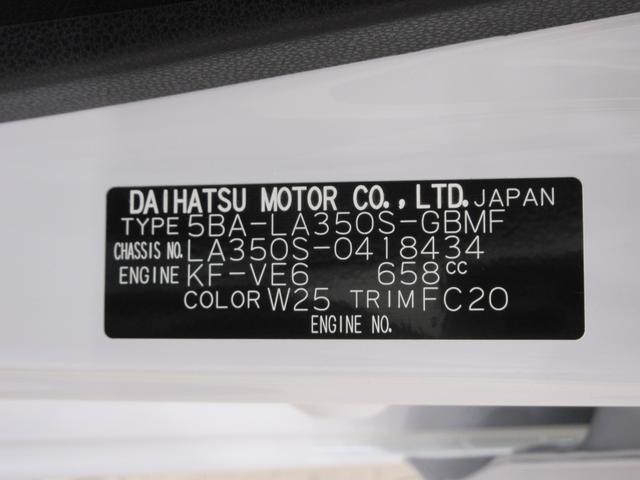 DAIHATSU MOTOR CO., LTD. JAPAN
TYPE 5BA-LA350S-GBMF
CHASSIS NO. LA350S-0418434
ENGINE KF-VE6 658cc
COLOR W25 TRIM FC20
ENGINE NO.